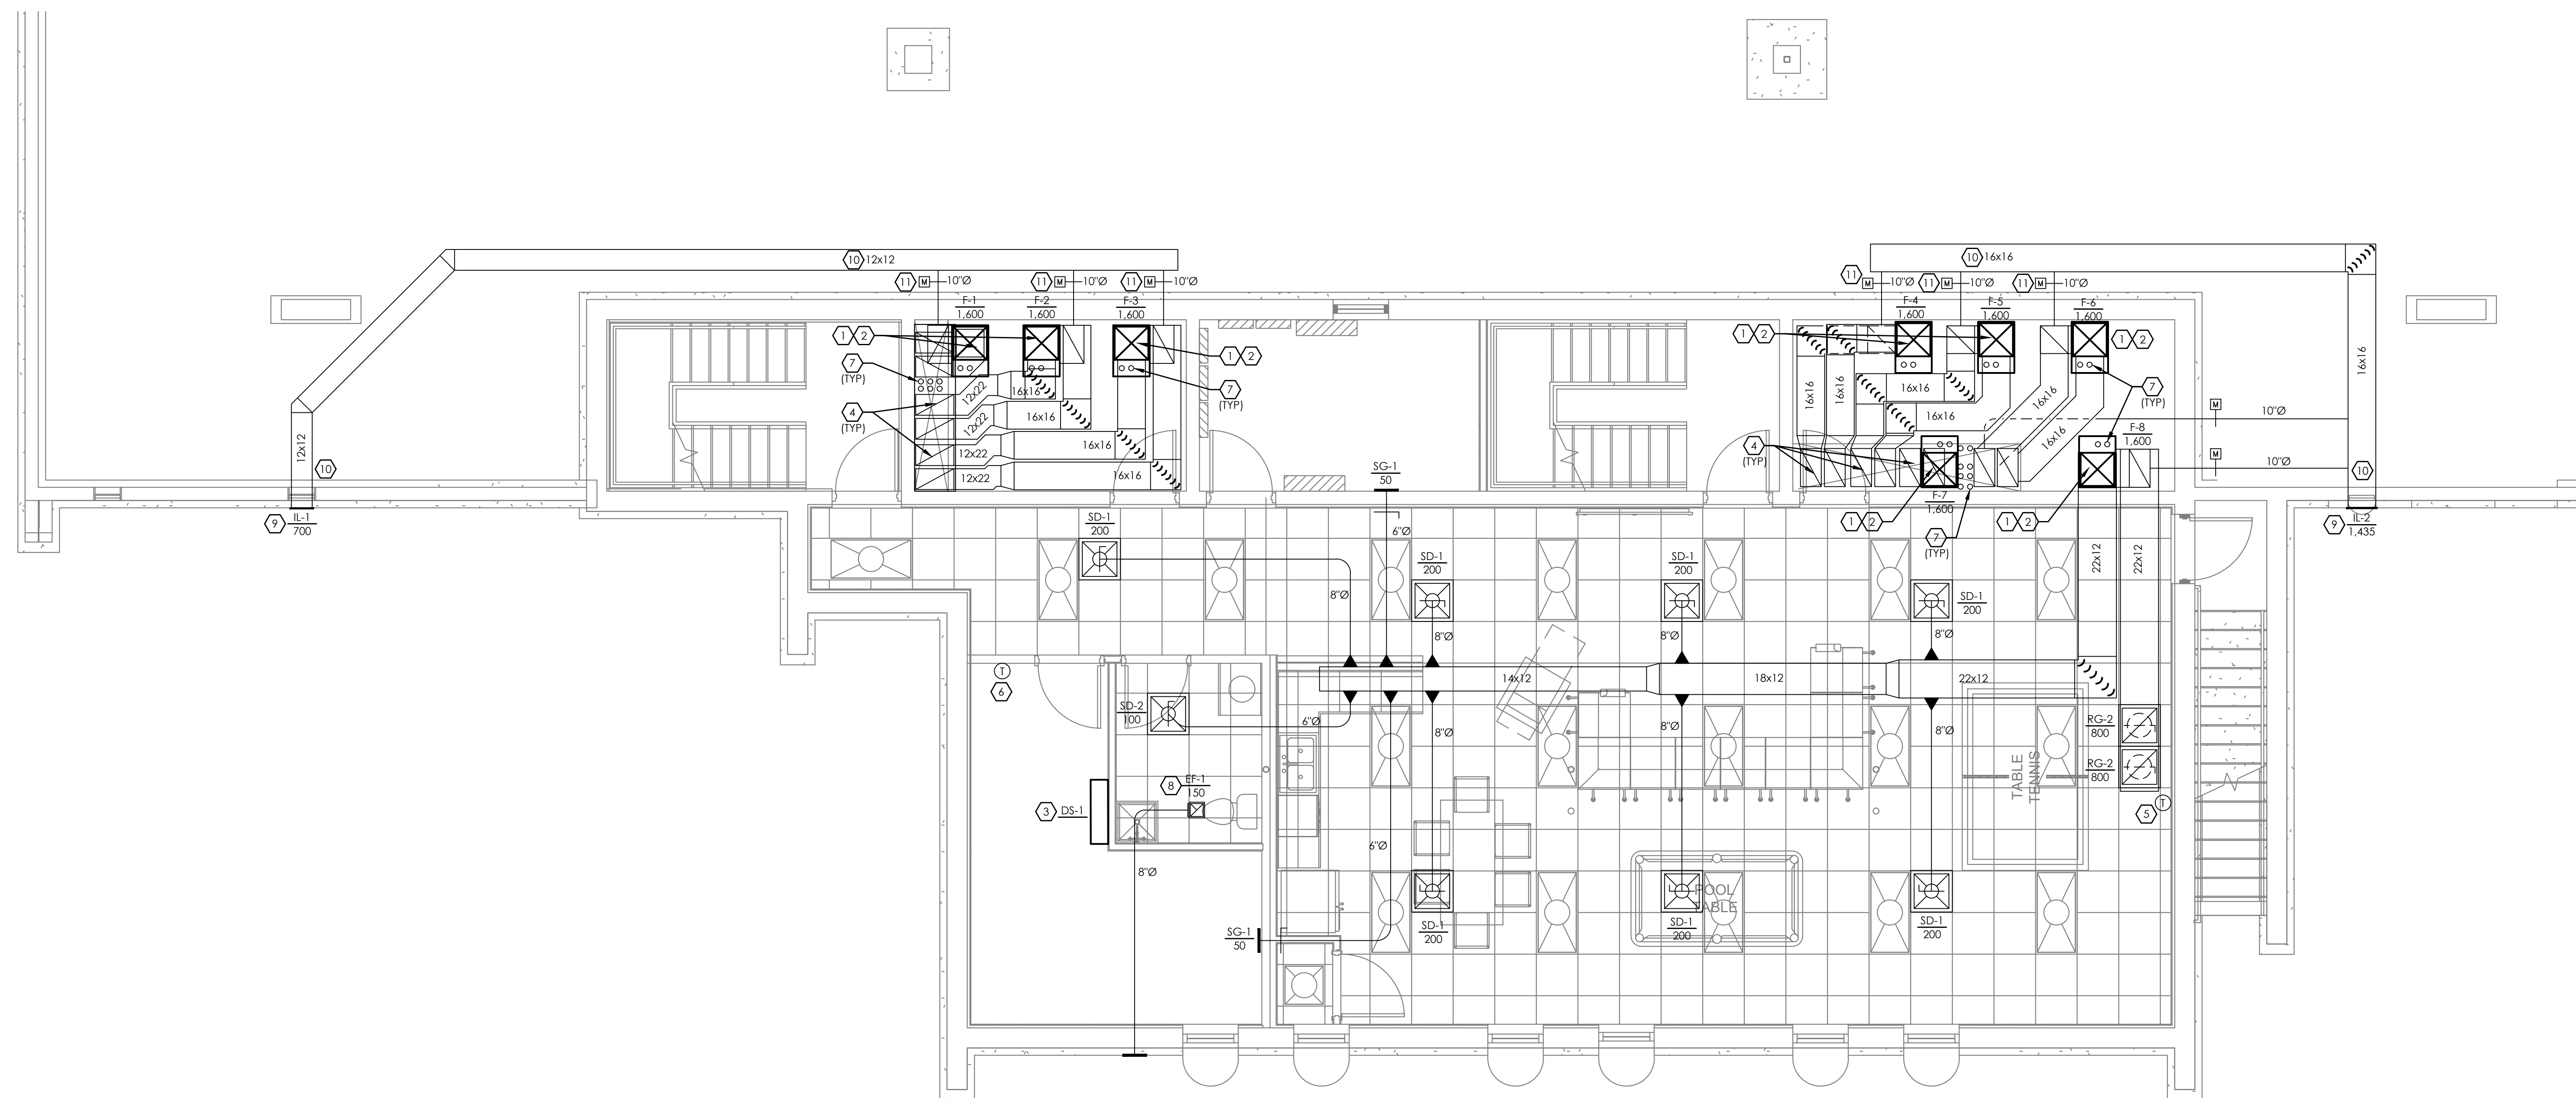 10 12x12
10 16x16
11 M 10"Ø
11 M 10"Ø
11 M 10"Ø
11 M 10"Ø
11 M 10"Ø
11 M 10"Ø
F-1
1,600
F-2
1,600
F-3
1,600
F-4
1,600
F-5
1,600
F-6
1,600
1 2
1 2
1 2
1 2
7
(TYP)
7
(TYP)
7
(TYP)
4
(TYP)
4
(TYP)
12x22
16x16
12x22
16x16
12x22
16x16
12x22
16x16
16x16
16x16
16x16
16x16
16x16
16x16
16x16
M
10"Ø
M
10"Ø
F-8
1,600
F-7
1,600
1 2
1 2
7
(TYP)
12x12
10
10
9 IL-1
700
9 IL-2
1,435
SG-1
50
6"Ø
SD-1
200
SD-1
200
SD-1
200
SD-1
200
22x12
22x12
8"Ø
8"Ø
8"Ø
8"Ø
14x12
18x12
22x12
T
6
SD-2
100
6"Ø
8"Ø
8"Ø
8"Ø
RG-2
800
RG-2
800
T
5
TABLE
TENNIS
8 EF-1
150
3 DS-1
8"Ø
6"Ø
POOL
TABLE
SG-1
50
SD-1
200
SD-1
200
SD-1
200